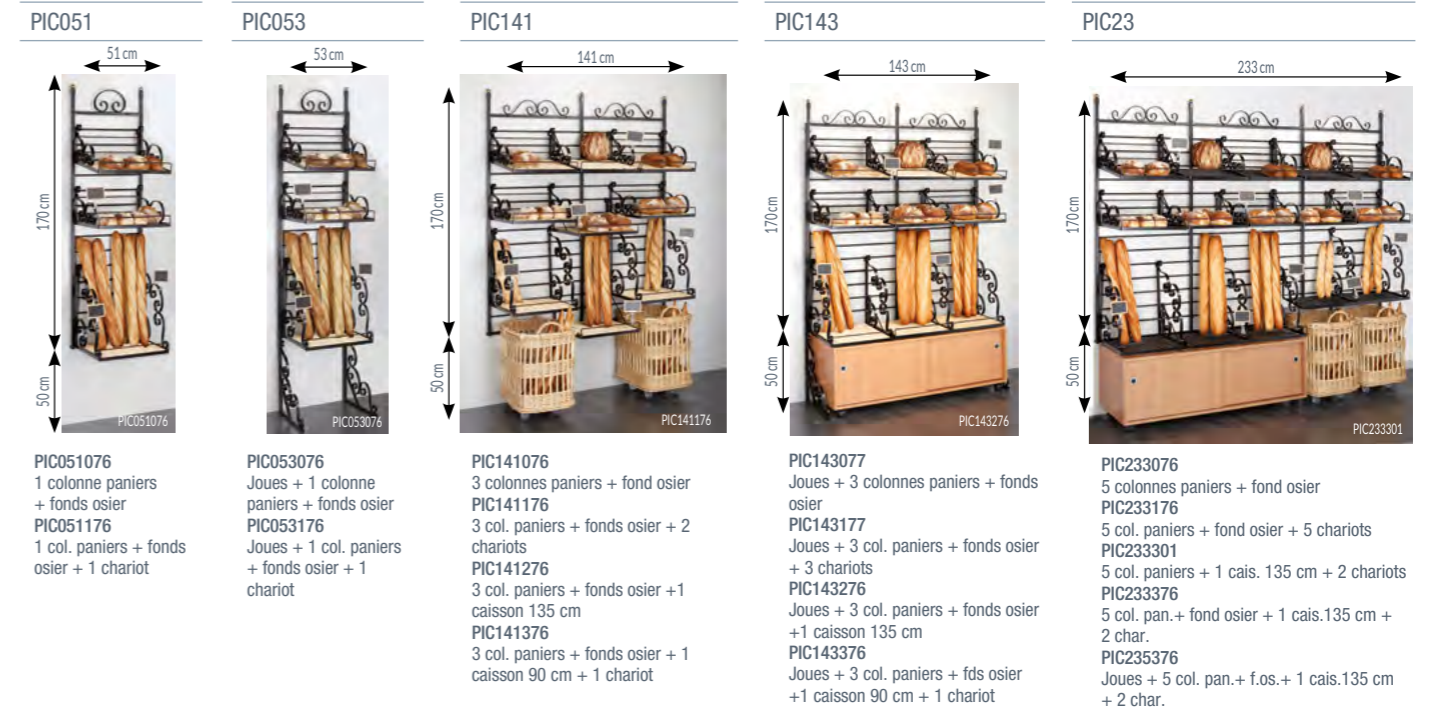 PIC051
51 cm
170 cm
50 cm
PIC051076
PIC051076
1 colonne paniers
+ fonds osier
PIC051176
1 col. paniers + fonds
osier + 1 chariot
PIC053
53 cm
PIC053076
PIC053076
Joues + 1 colonne
paniers + fonds osier
PIC053176
Joues + 1 col. paniers
+ fonds osier + 1
chariot
PIC141
141 cm
170 cm
50 cm
PIC141176
PIC141076
3 colonnes paniers + fond osier
PIC141176
3 col. paniers + fonds osier + 2
chariots
PIC141276
3 col. paniers + fonds osier +1
caisson 135 cm
PIC141376
3 col. paniers + fonds osier + 1
caisson 90 cm + 1 chariot
PIC143
143 cm
170 cm
50 cm
PIC143276
PIC143077
Joues + 3 colonnes paniers + fonds
osier
PIC143177
Joues + 3 col. paniers + fonds osier
+ 3 chariots
PIC143276
Joues + 3 col. paniers + fonds osier
+1 caisson 135 cm
PIC143376
Joues + 3 col. paniers + fds osier
+1 caisson 90 cm + 1 chariot
PIC23
233 cm
170 cm
50 cm
PIC233301
PIC233076
5 colonnes paniers + fond osier
PIC233176
5 col. paniers + fond osier + 5 chariots
PIC233301
5 col. paniers + 1 cais. 135 cm + 2 chariots
PIC233376
5 col. pan.+ fond osier + 1 cais.135 cm +
2 char.
PIC235376
Joues + 5 col. pan.+ f.os.+ 1 cais.135 cm
+ 2 char.